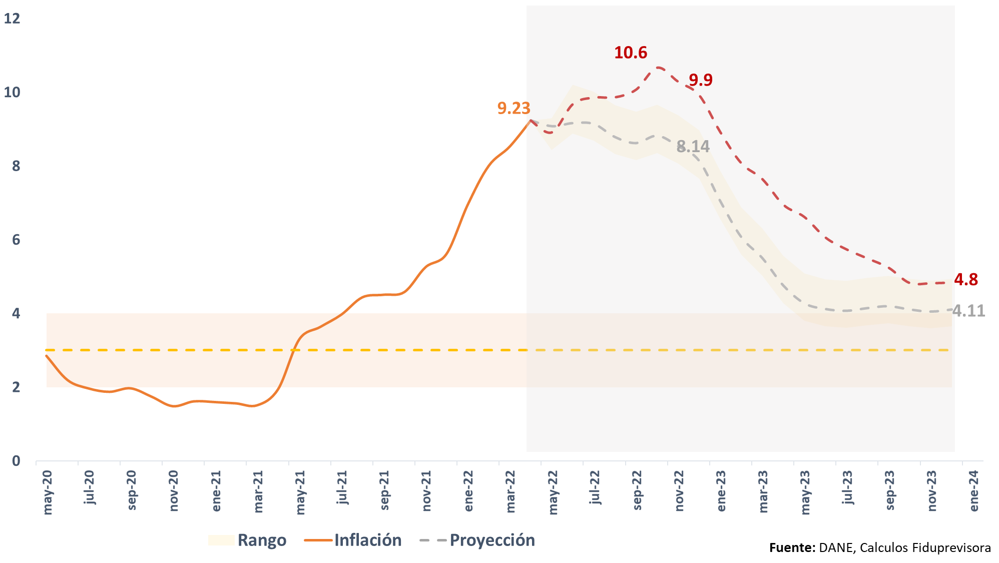 12
10
8
6
4
2
0
10.6
9.9
9.23
8.14
4.8
4.11
may-20
jul-20
sep-20
nov-20
ene-21
mar-21
may-21
jul-21
sep-21
nov-21
ene-22
mar-22
may-22
jul-22
sep-22
nov-22
ene-23
mar-23
may-23
jul-23
sep-23
nov-23
ene-24
Rango
Inflación
Proyección
Fuente: DANE, Calculos Fiduprevisora